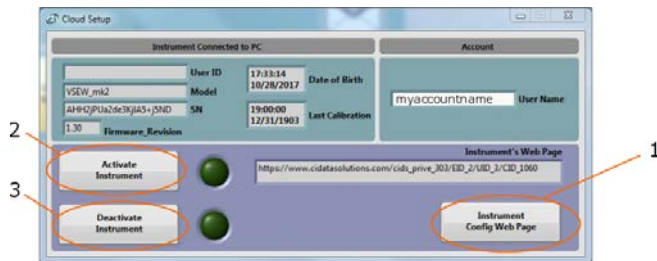 Cloud Setup
Instrument Connected to PC
Account
User ID
17:33:14
10/28/2017
Date of Birth
VSEW_mk2
Model
AHH2jPUa2de3KjIA5+j5ND
SN
19:00:00
12/31/1903
Last Calibration
1.30
Firmware_Revision
myaccountname
User Name
2
Activate
Instrument
Instrument's Web Page
https://www.cidatasolutions.com/cids_prive_303/EID_2/UID_3/CID_1060
1
3
Deactivate
Instrument
Instrument
Config Web Page